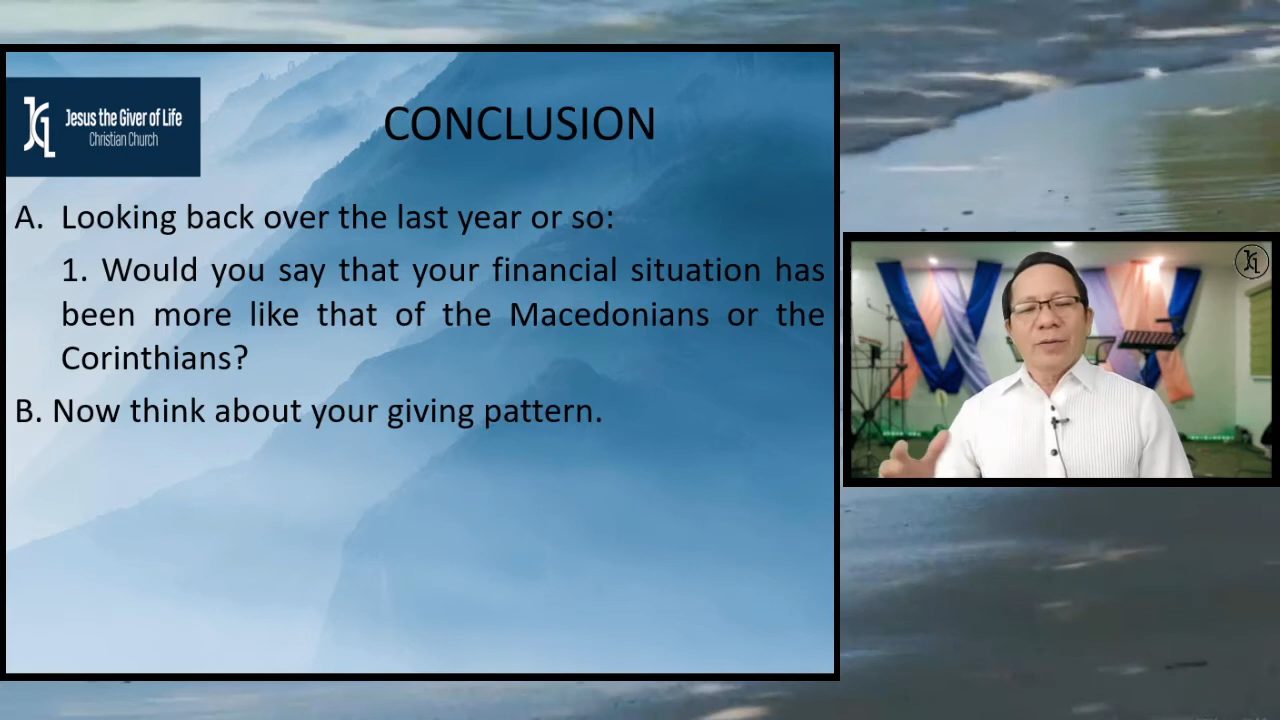 Jesus the Giver of Life
Christian Church
CONCLUSION
A. Looking back over the last year or so:
1. Would you say that your financial situation has
been more like that of the Macedonians or the
Corinthians?
B. Now think about your giving pattern.